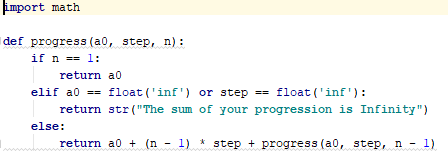 import math
def progress(a0, step, n):
if n == 1:
return a0
elif a0 == float('inf') or step == float('inf'):
return str("The sum of your progression is Infinity")
else:
return a0 + (n - 1) * step + progress(a0, step, n - 1)